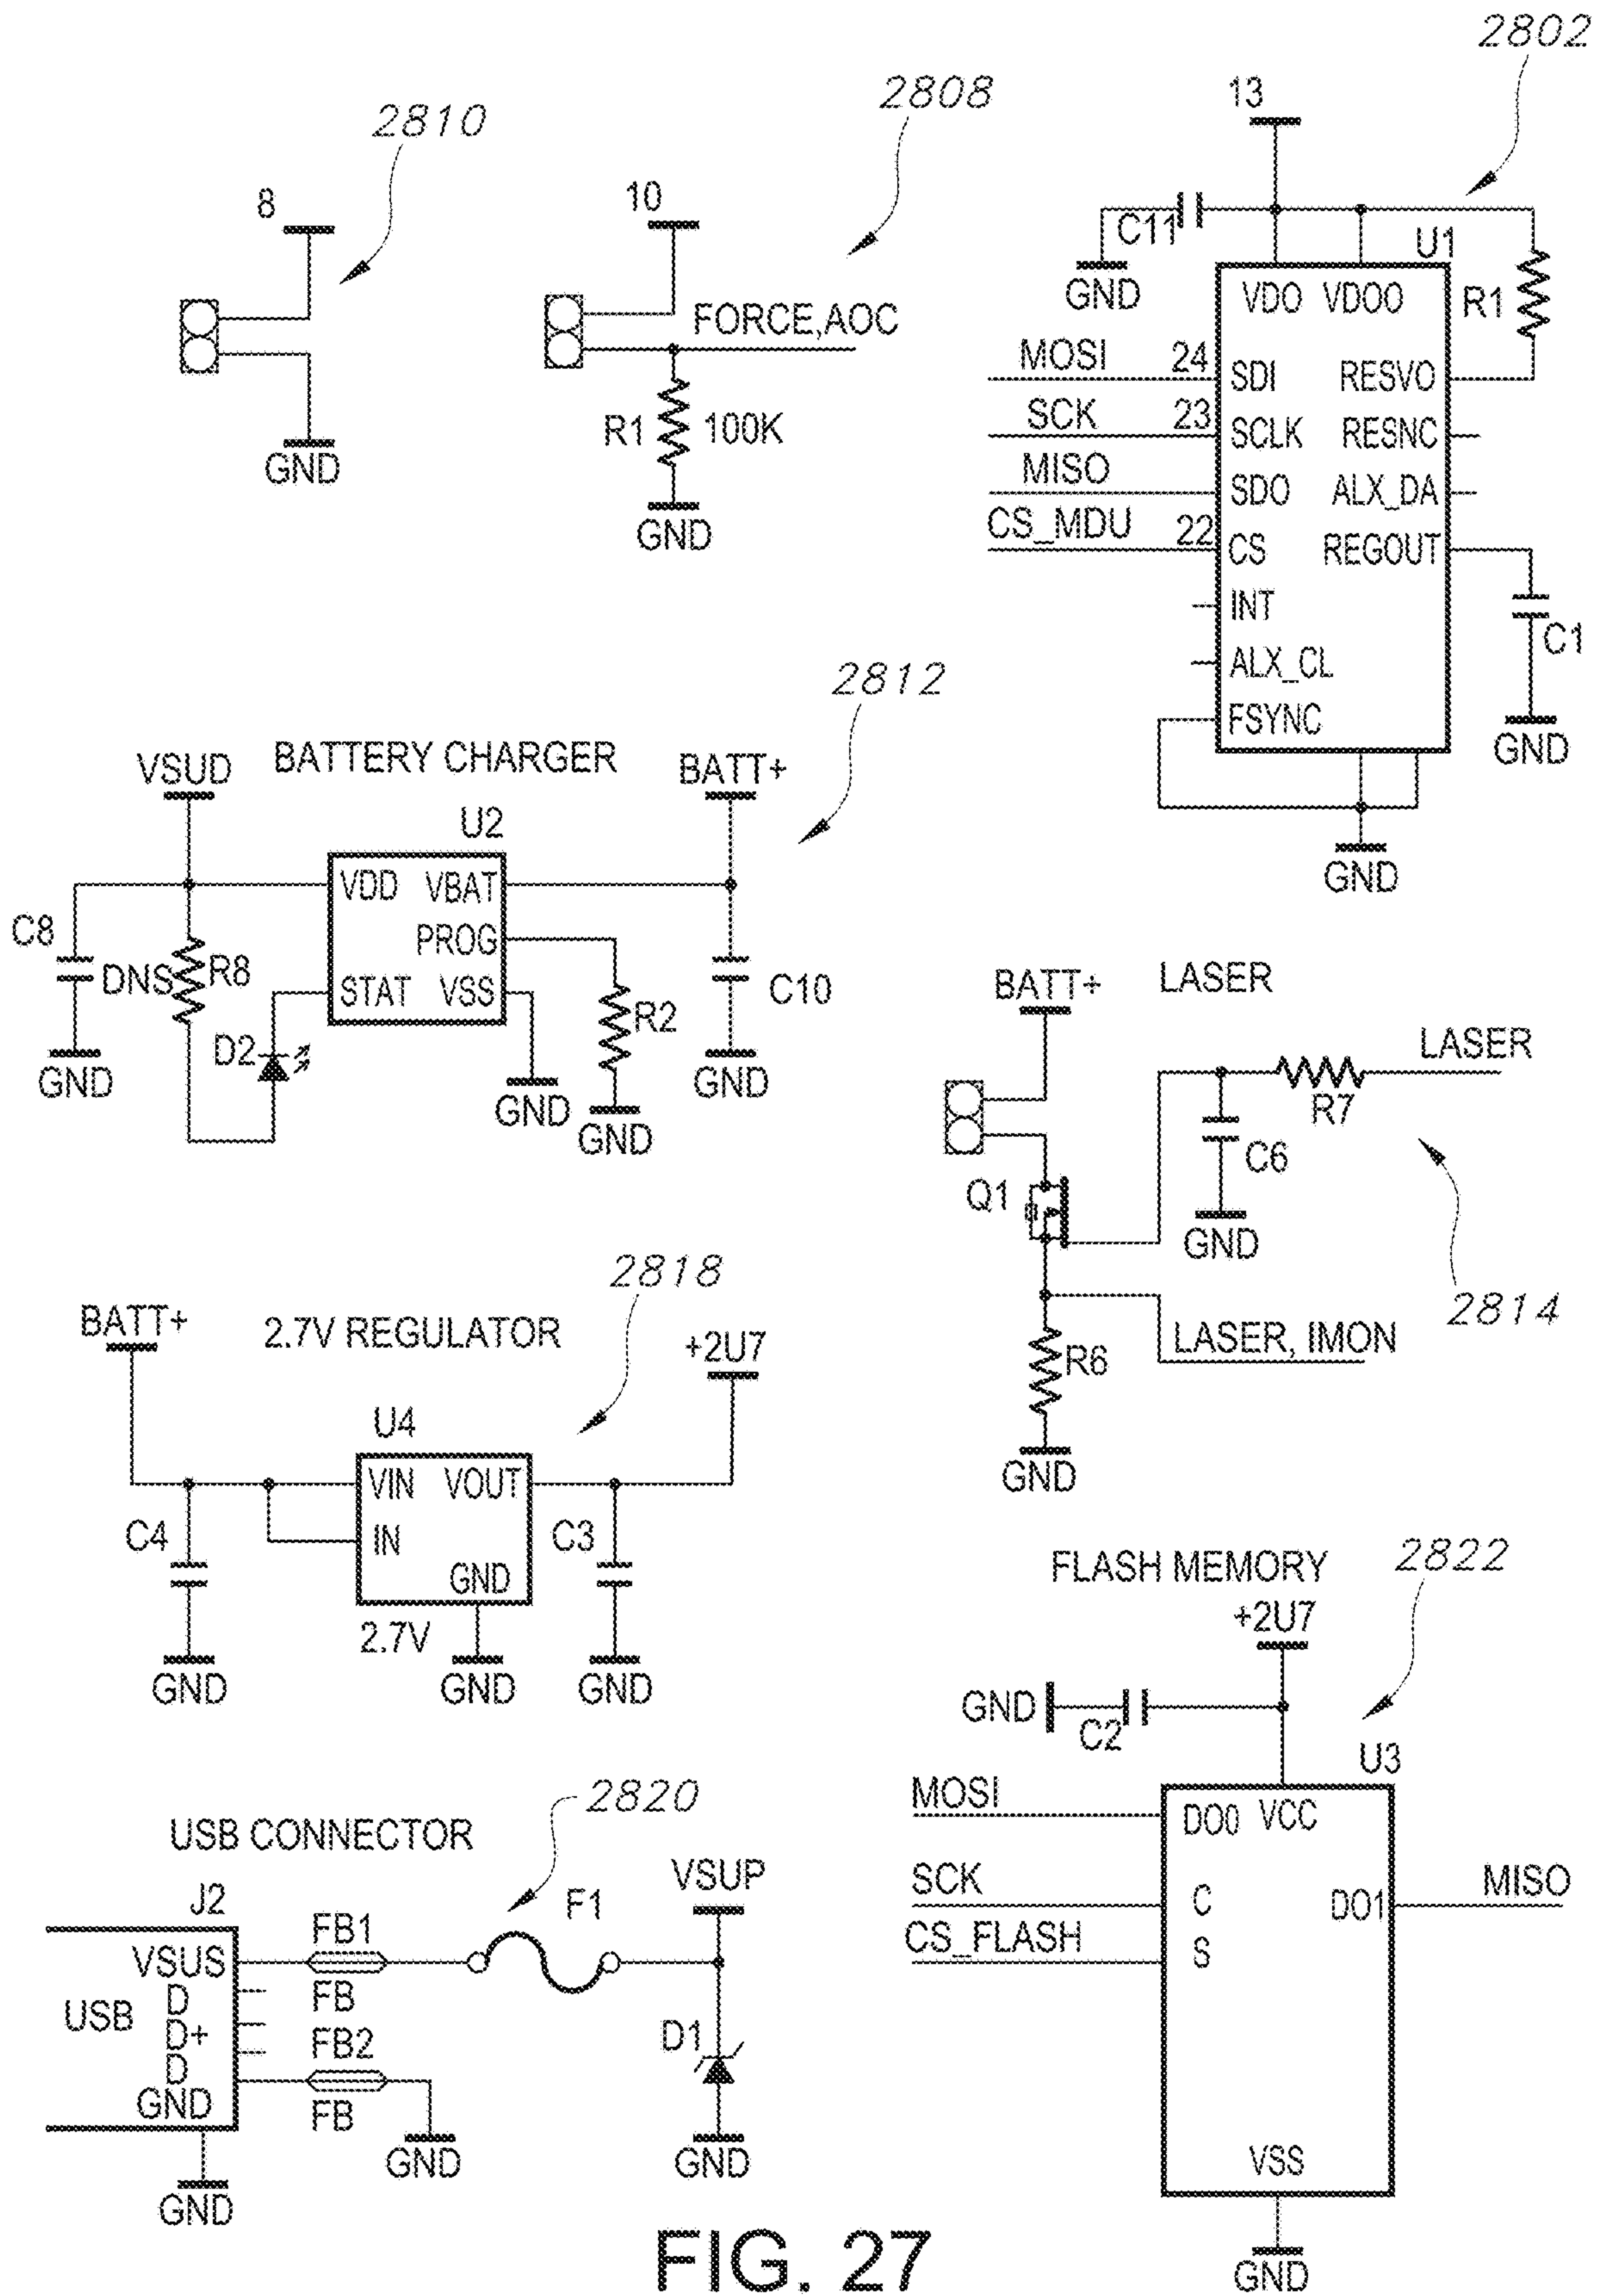 2810
8
GND
2808
10
FORCE,AOC
R1 100K
GND
2802
13
C11
GND
U1
VDO VDOO
R1
MOSI 24 SDI RESVO
SCK 23 SCLK RESNC
MISO SDO ALX_DA
CS_MDU 22 CS REGOUT
INT
C1
ALX_CL
FSYNC
GND
GND
2812
BATTERY CHARGER
VSUD
BATT+
U2
VDD VBAT
C8
PROG
DNS R8
STAT VSS
R2
C10
D2
GND
GND
GND
GND
LASER
BATT+
LASER
R7
C6
Q1
GND
2814
LASER, IMON
R6
GND
2818
BATT+
2.7V REGULATOR
+2U7
U4
VIN VOUT
C4
IN
C3
GND
2.7V
GND
GND
GND
2822
FLASH MEMORY
+2U7
GND
C2
U3
MOSI
DO0 VCC
SCK
C
DO1
MISO
CS_FLASH
S
VSS
GND
2820
USB CONNECTOR
J2
F1
VSUP
FB1
VSUS
FB
D
USB
D+
FB2
D
D1
GND
FB
GND
GND
GND
FIG. 27